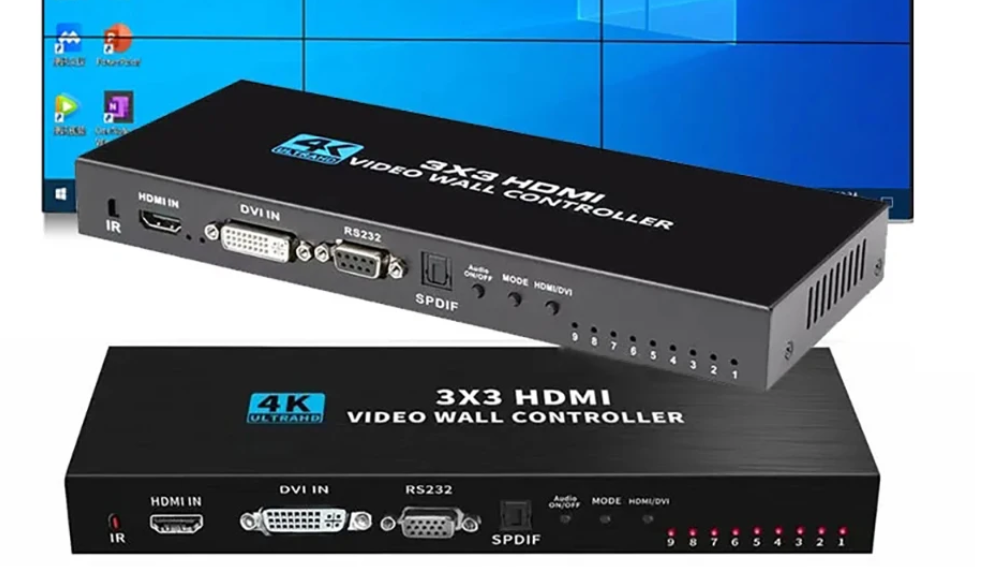 4K
ULTRAHD
3X3 HDMI
VIDEO WALL CONTROLLER
HDMI IN
DVI IN
RS232
IR
SPDIF
Audio
ON/OFF
MODE
HDMI/DVI
9 8 7 6 5 4 3 2 1
4K
ULTRAHD
3X3 HDMI
VIDEO WALL CONTROLLER
HDMI IN
DVI IN
RS232
IR
SPDIF
Audio
ON/OFF
MODE
HDMI/DVI
9 8 7 6 5 4 3 2 1